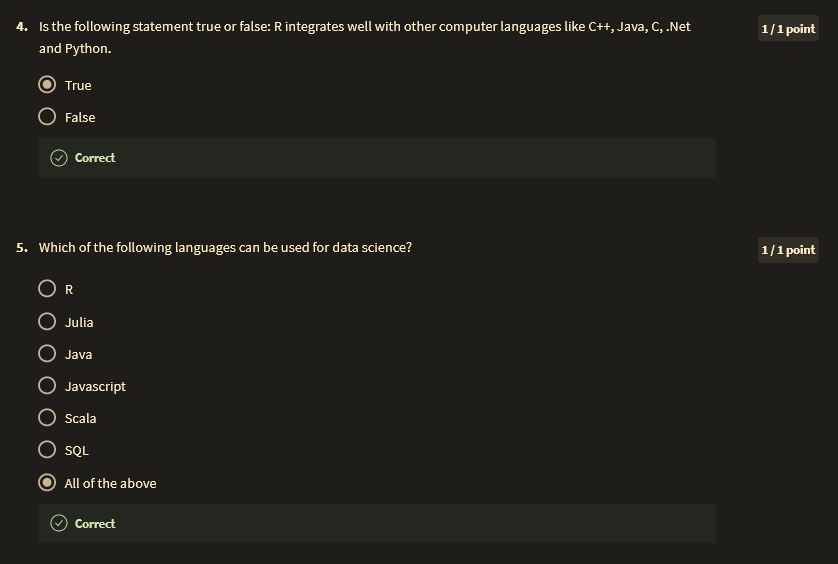 4. Is the following statement true or false: R integrates well with other computer languages like C++, Java, C, .Net
and Python.
1 / 1 point
True
False
Correct
5. Which of the following languages can be used for data science?
1 / 1 point
R
Julia
Java
Javascript
Scala
SQL
All of the above
Correct